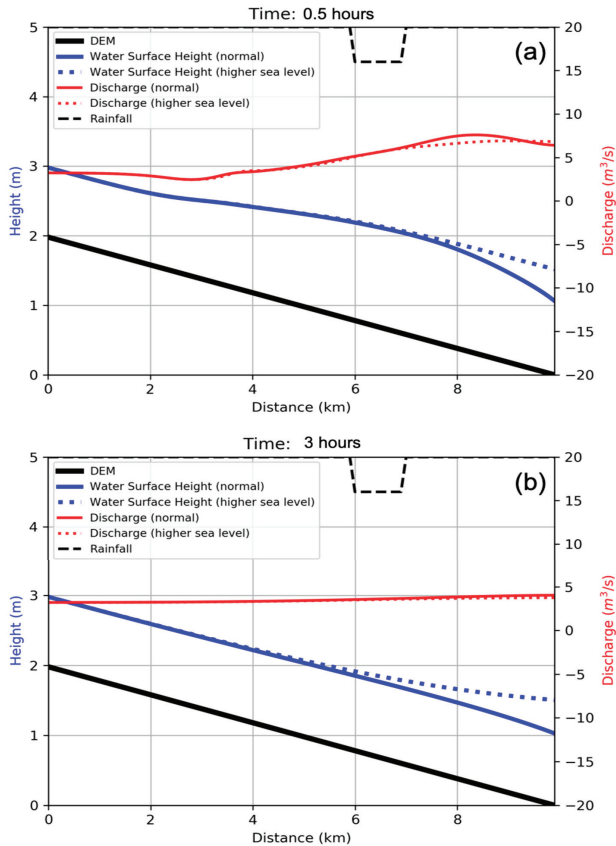 Time: 0.5 hours
(a)
DEM
Water Surface Height (normal)
Water Surface Height (higher sea level)
Discharge (normal)
Discharge (higher sea level)
Rainfall
Height (m)
5
4
3
2
1
0
20
15
10
5
0
−5
−10
−15
−20
Discharge (m³/s)
0 2 4 6 8
Distance (km)
Time: 3 hours
(b)
DEM
Water Surface Height (normal)
Water Surface Height (higher sea level)
Discharge (normal)
Discharge (higher sea level)
Rainfall
Height (m)
5
4
3
2
1
0
20
15
10
5
0
−5
−10
−15
−20
Discharge (m³/s)
0 2 4 6 8
Distance (km)